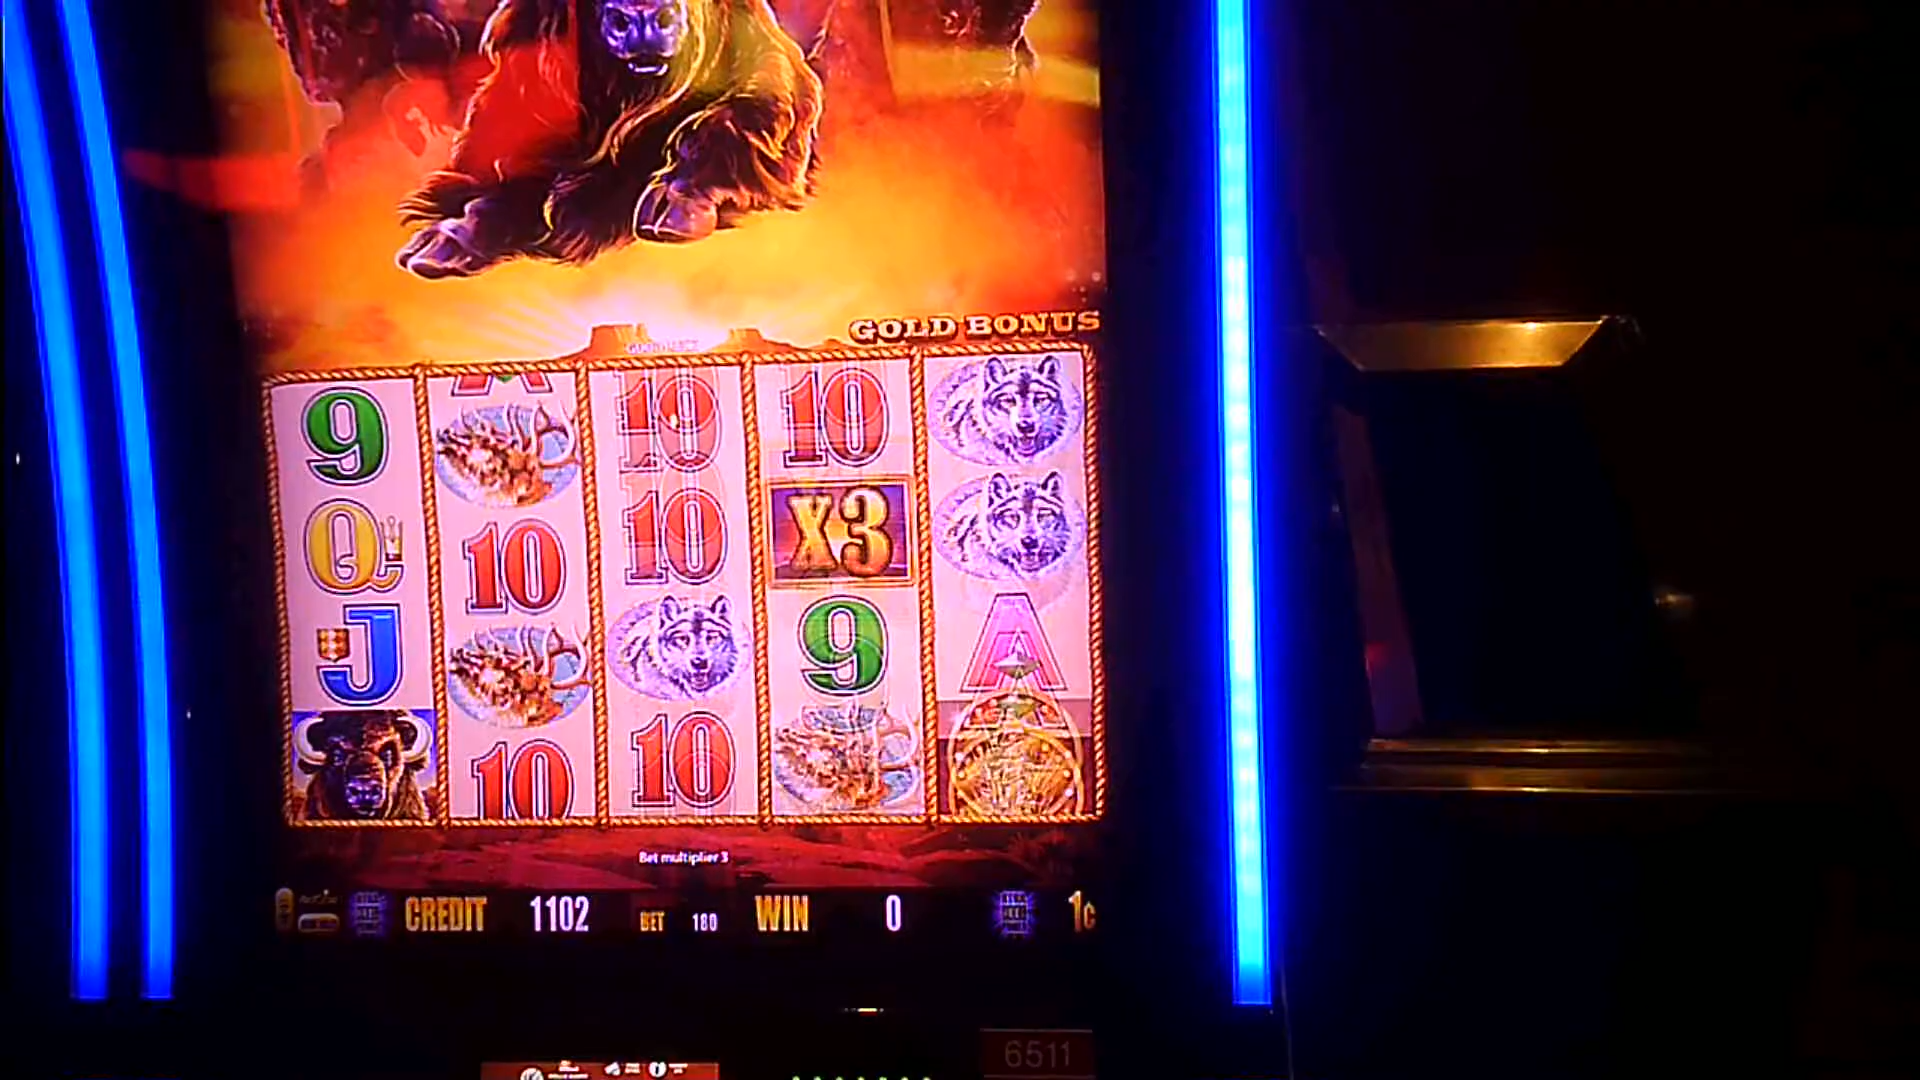 GOLD BONUS
9 10 10
Q 10 10 X3
J 9 A
10 10
Bet multiplier 3
CREDIT 1102 BET 180 WIN 0 1¢
6511